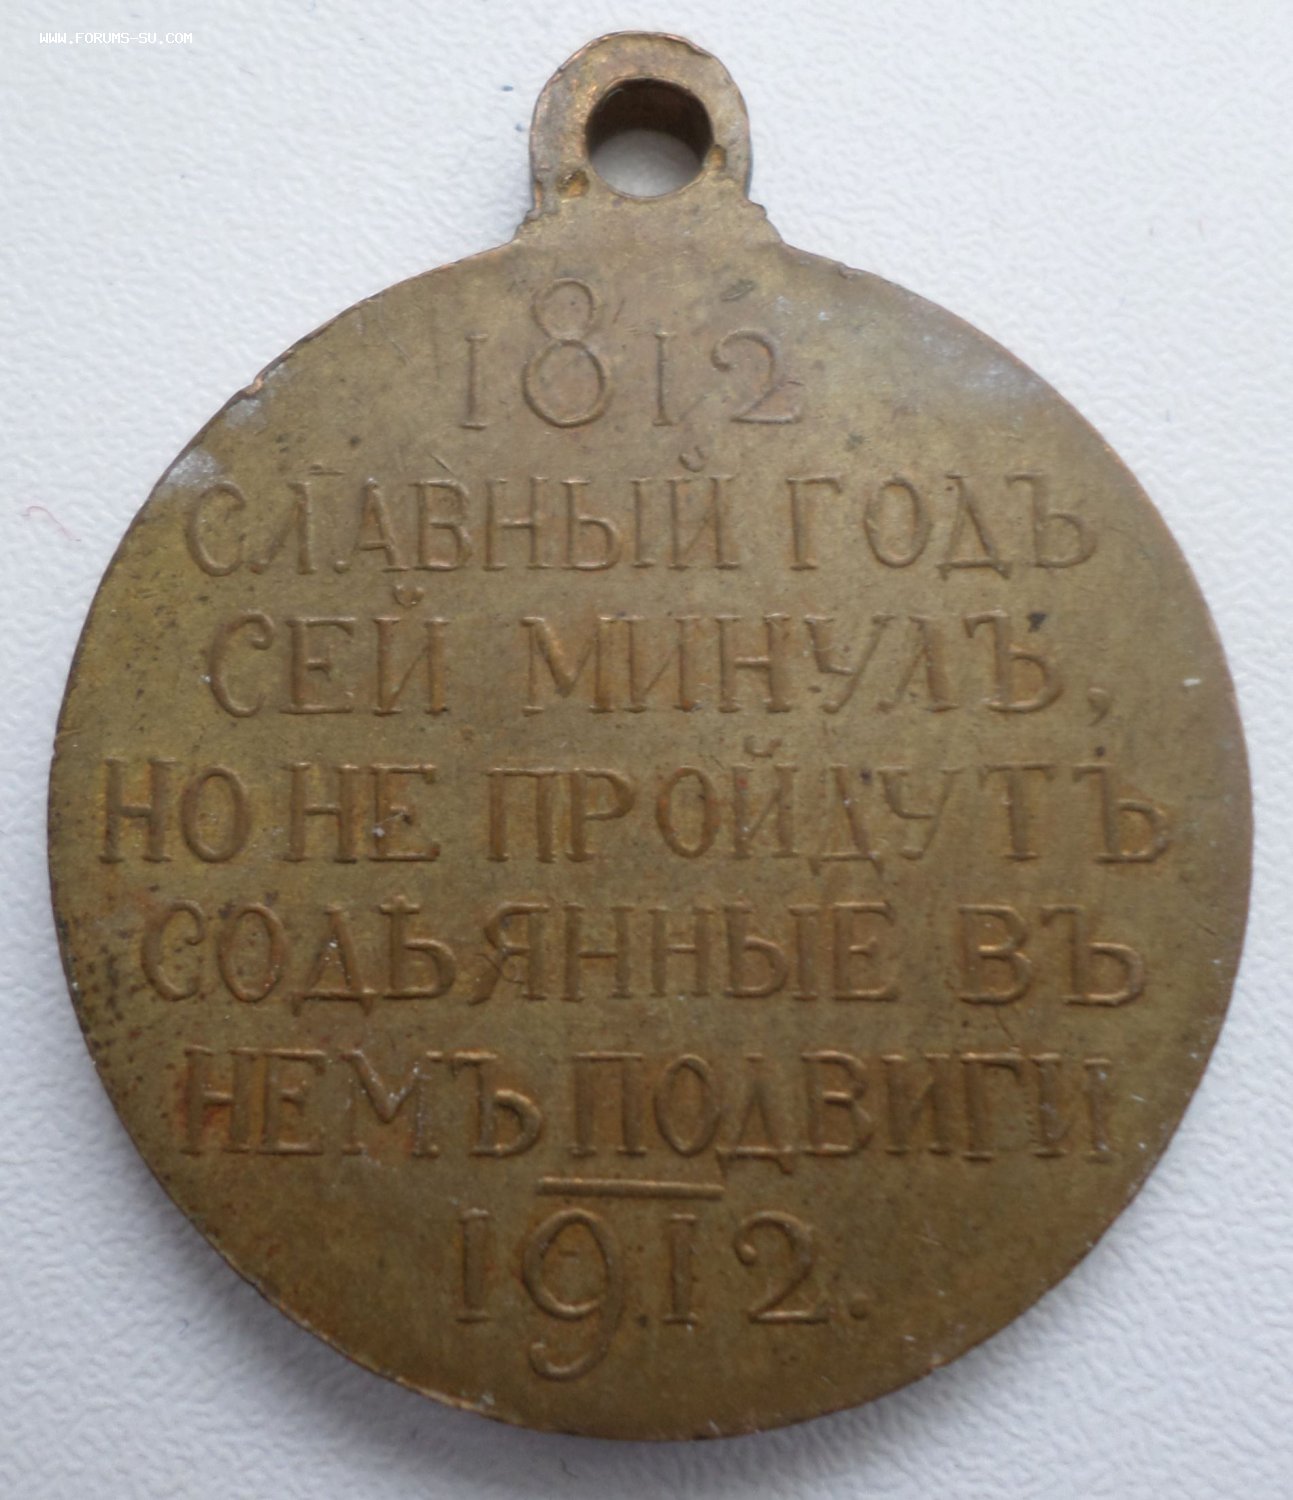 WWW.FORUMS-SU.COM
1812
СЛАВНЫЙ ГОДЪ
СЕЙ МИНУЛЪ,
НО НЕ ПРОЙДУТЪ
СОДѢЯННЫЕ ВЪ
НЕМЪ ПОДВИГИ
1912.